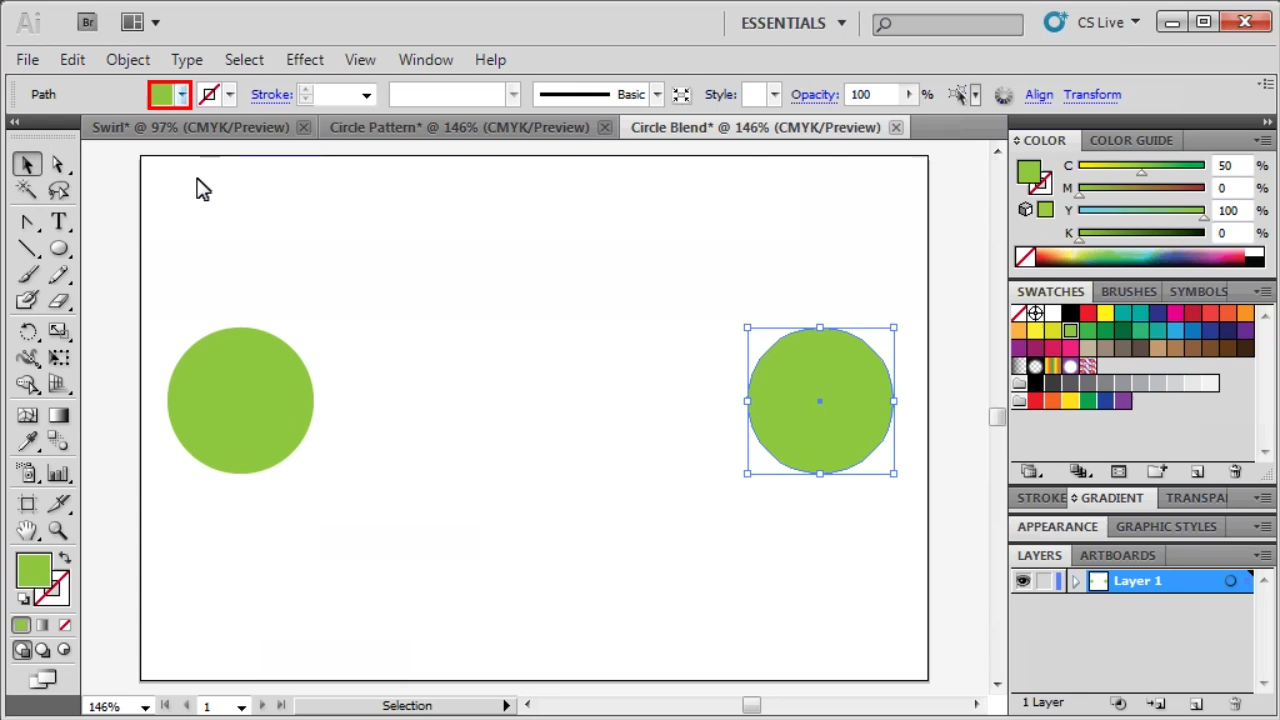 Ai Br ESSENTIALS CS Live
File Edit Object Type Select Effect View Window Help
Path Stroke: Basic Style: Opacity: 100 % Align Transform
Swirl* @ 97% (CMYK/Preview) Circle Pattern* @ 146% (CMYK/Preview) Circle Blend* @ 146% (CMYK/Preview)
COLOR COLOR GUIDE
C 50 %
M 0 %
Y 100 %
K 0 %
SWATCHES BRUSHES SYMBOLS
STROKE GRADIENT TRANSPA
APPEARANCE GRAPHIC STYLES
LAYERS ARTBOARDS
Layer 1
1 Layer
146% 1 Selection